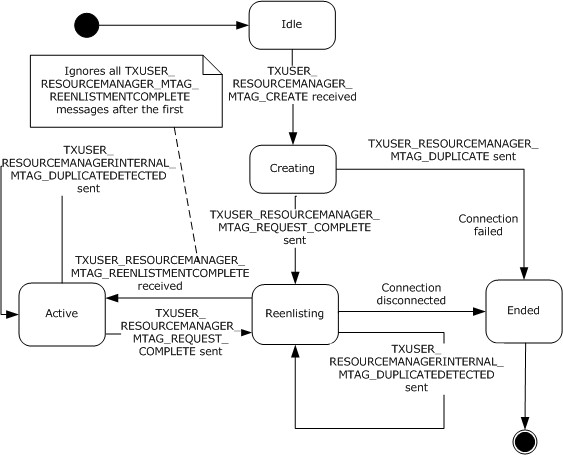 Idle
Ignores all TXUSER_
RESOURCEMANAGER_MTAG_
REENLISTMENTCOMPLETE
messages after the first
TXUSER_
RESOURCEMANAGER_
MTAG_CREATE received
TXUSER_
RESOURCEMANAGERINTERNAL_
MTAG_DUPLICATEDETECTED
sent
Creating
TXUSER_RESOURCEMANAGER_
MTAG_DUPLICATE sent
TXUSER_RESOURCEMANAGER_
MTAG_REQUEST_COMPLETE
sent
Connection
failed
TXUSER_RESOURCEMANAGER_
MTAG_REENLISTMENTCOMPLETE
received
Connection
disconnected
Active
Reenlisting
Ended
TXUSER_
RESOURCEMANAGER_
MTAG_REQUEST_
COMPLETE sent
TXUSER_
RESOURCEMANAGERINTERNAL_
MTAG_DUPLICATEDETECTED
sent